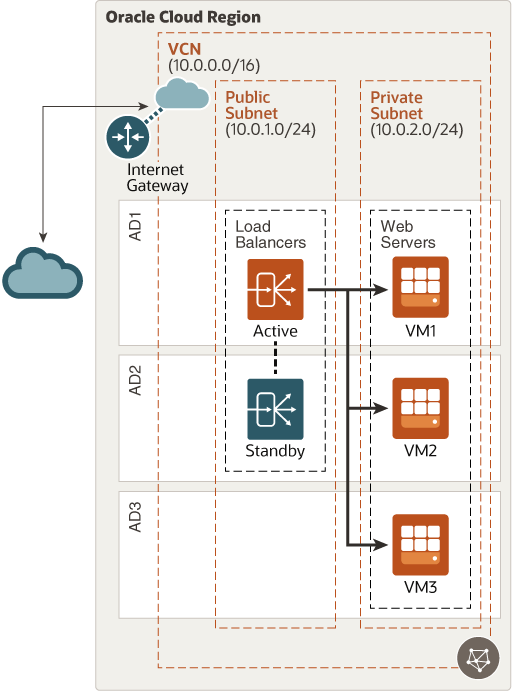 Oracle Cloud Region
VCN
(10.0.0.0/16)
Public
Subnet
(10.0.1.0/24)
Private
Subnet
(10.0.2.0/24)
Internet
Gateway
AD1
Load
Balancers
Web
Servers
Active
VM1
AD2
Standby
VM2
AD3
VM3